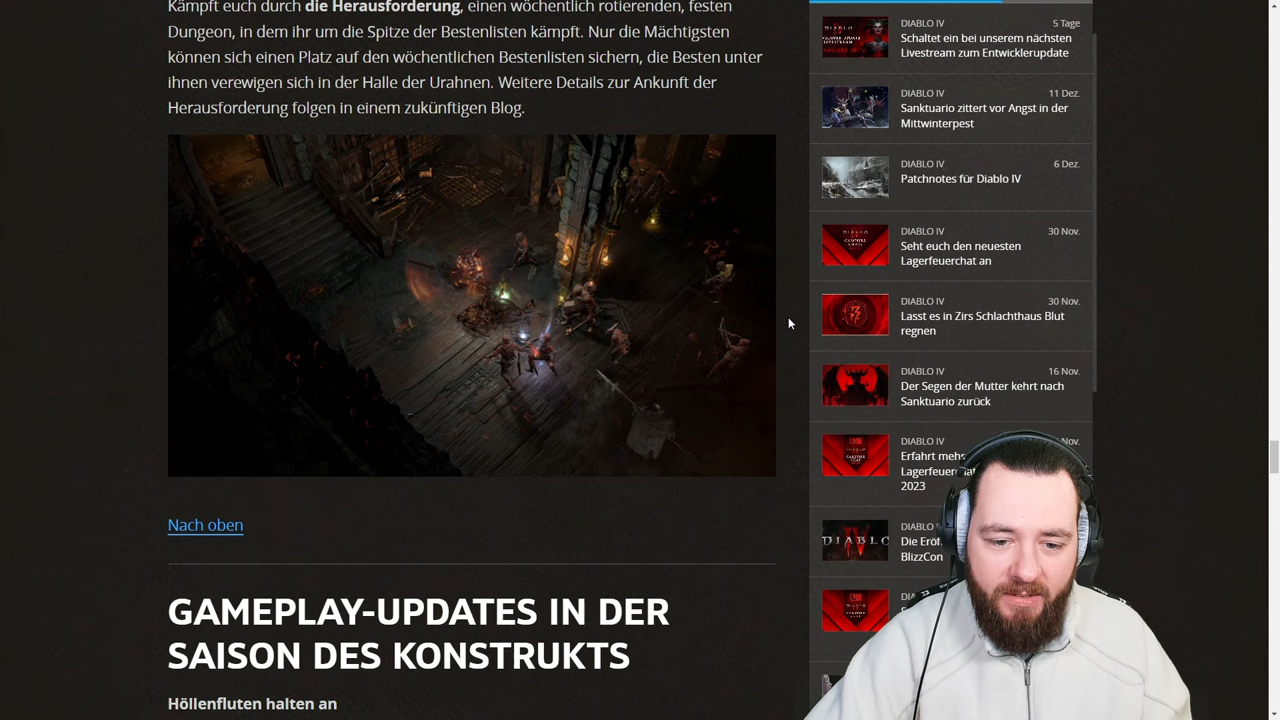 Kämpft euch durch die Herausforderung, einen wöchentlich rotierenden, festen
Dungeon, in dem ihr um die Spitze der Bestenlisten kämpft. Nur die Mächtigsten
können sich einen Platz auf den wöchentlichen Bestenlisten sichern, die Besten unter
ihnen verewigen sich in der Halle der Urahnen. Weitere Details zur Ankunft der
Herausforderung folgen in einem zukünftigen Blog.
Nach oben
GAMEPLAY-UPDATES IN DER
SAISON DES KONSTRUKTS
Höllenfluten halten an
DIABLO IV 5 Tage
Schaltet ein bei unserem nächsten
Livestream zum Entwicklerupdate
DIABLO IV 11 Dez.
Sanktuario zittert vor Angst in der
Mittwinterpest
DIABLO IV 6 Dez.
Patchnotes für Diablo IV
DIABLO IV 30 Nov.
Seht euch den neuesten
Lagerfeuerchat an
DIABLO IV 30 Nov.
Lasst es in Zirs Schlachthaus Blut
regnen
DIABLO IV 16 Nov.
Der Segen der Mutter kehrt nach
Sanktuario zurück
DIABLO IV Nov.
Erfahrt mehr
Lagerfeuer
2023
DIABLO
DIABLO
Die Eröf
BlizzCon